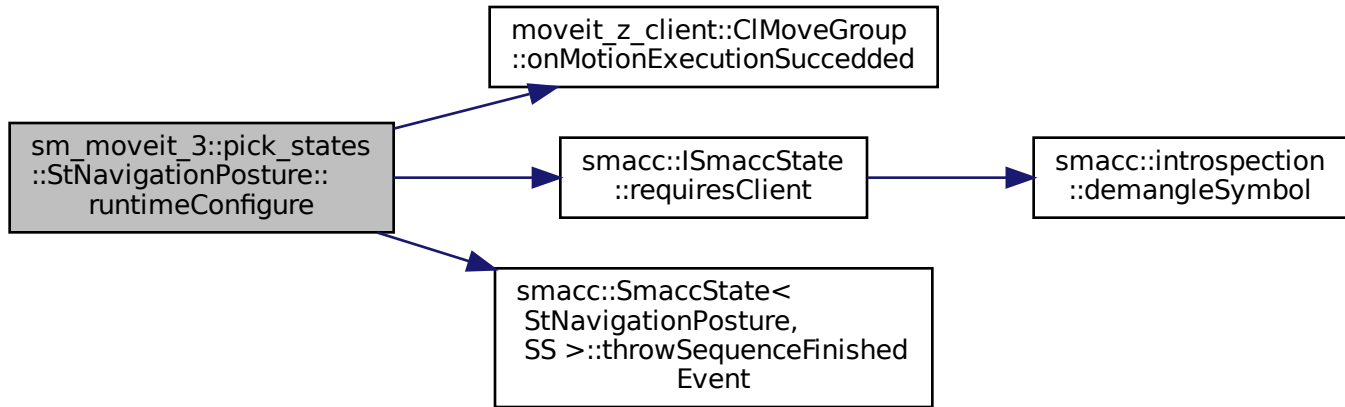 moveit_z_client::ClMoveGroup
::onMotionExecutionSuccedded
sm_moveit_3::pick_states
::StNavigationPosture::
runtimeConfigure
smacc::ISmaccState
::requiresClient
smacc::introspection
::demangleSymbol
smacc::SmaccState<
StNavigationPosture,
SS >::throwSequenceFinished
Event